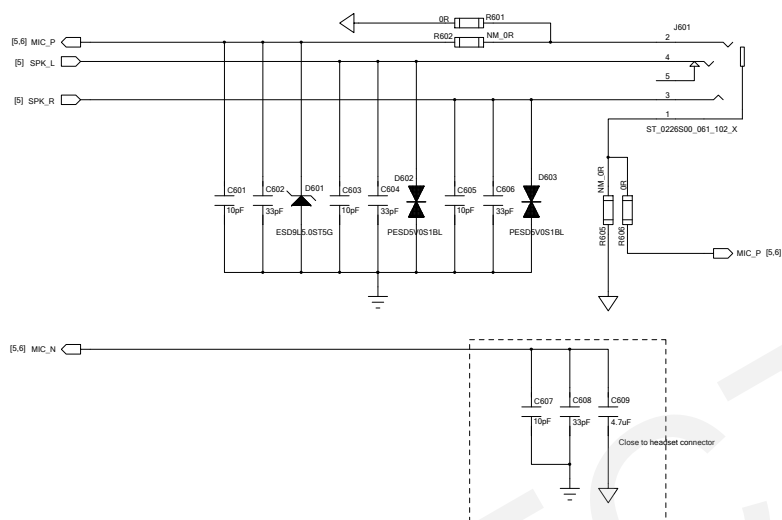 0R R601
J601
[5,6] MIC_P R602 NM_0R 2
[5] SPK_L 4
5
[5] SPK_R 3
1
ST_0226S00_061_102_X
D602 D603
C601 C602 D601 C603 C604 C605 C606
10pF 33pF 10pF 33pF 10pF 33pF
ESD9L5.0ST5G PESD5V0S1BL PESD5V0S1BL
NM_0R 0R
R605 R606
MIC_P [5,6]
[5,6] MIC_N
C607 C608 C609
10pF 33pF 4.7uF
Close to headset connector